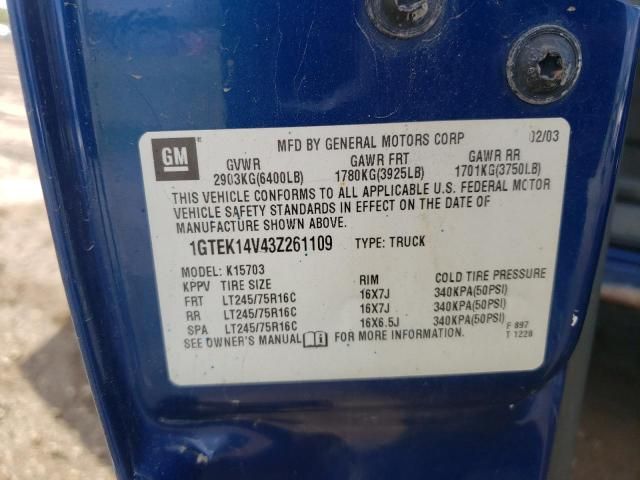 GM MFD BY GENERAL MOTORS CORP 02/03
GVWR GAWR FRT GAWR RR
2903KG(6400LB) 1780KG(3925LB) 1701KG(3750LB)
THIS VEHICLE CONFORMS TO ALL APPLICABLE U.S. FEDERAL MOTOR
VEHICLE SAFETY STANDARDS IN EFFECT ON THE DATE OF
MANUFACTURE SHOWN ABOVE.
1GTEK14V43Z261109 TYPE: TRUCK
MODEL: K15703
KPPV TIRE SIZE RIM COLD TIRE PRESSURE
FRT LT245/75R16C 16X7J 340KPA(50PSI)
RR LT245/75R16C 16X7J 340KPA(50PSI)
SPA LT245/75R16C 16X6.5J 340KPA(50PSI)
SEE OWNER'S MANUAL FOR MORE INFORMATION.
F 897
T 1228